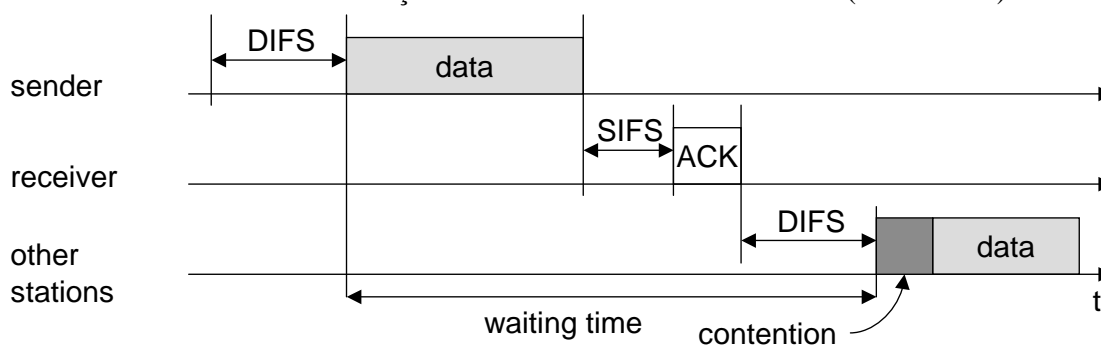 DIFS
data
sender
SIFS
ACK
receiver
DIFS
data
other
stations
t
waiting time
contention